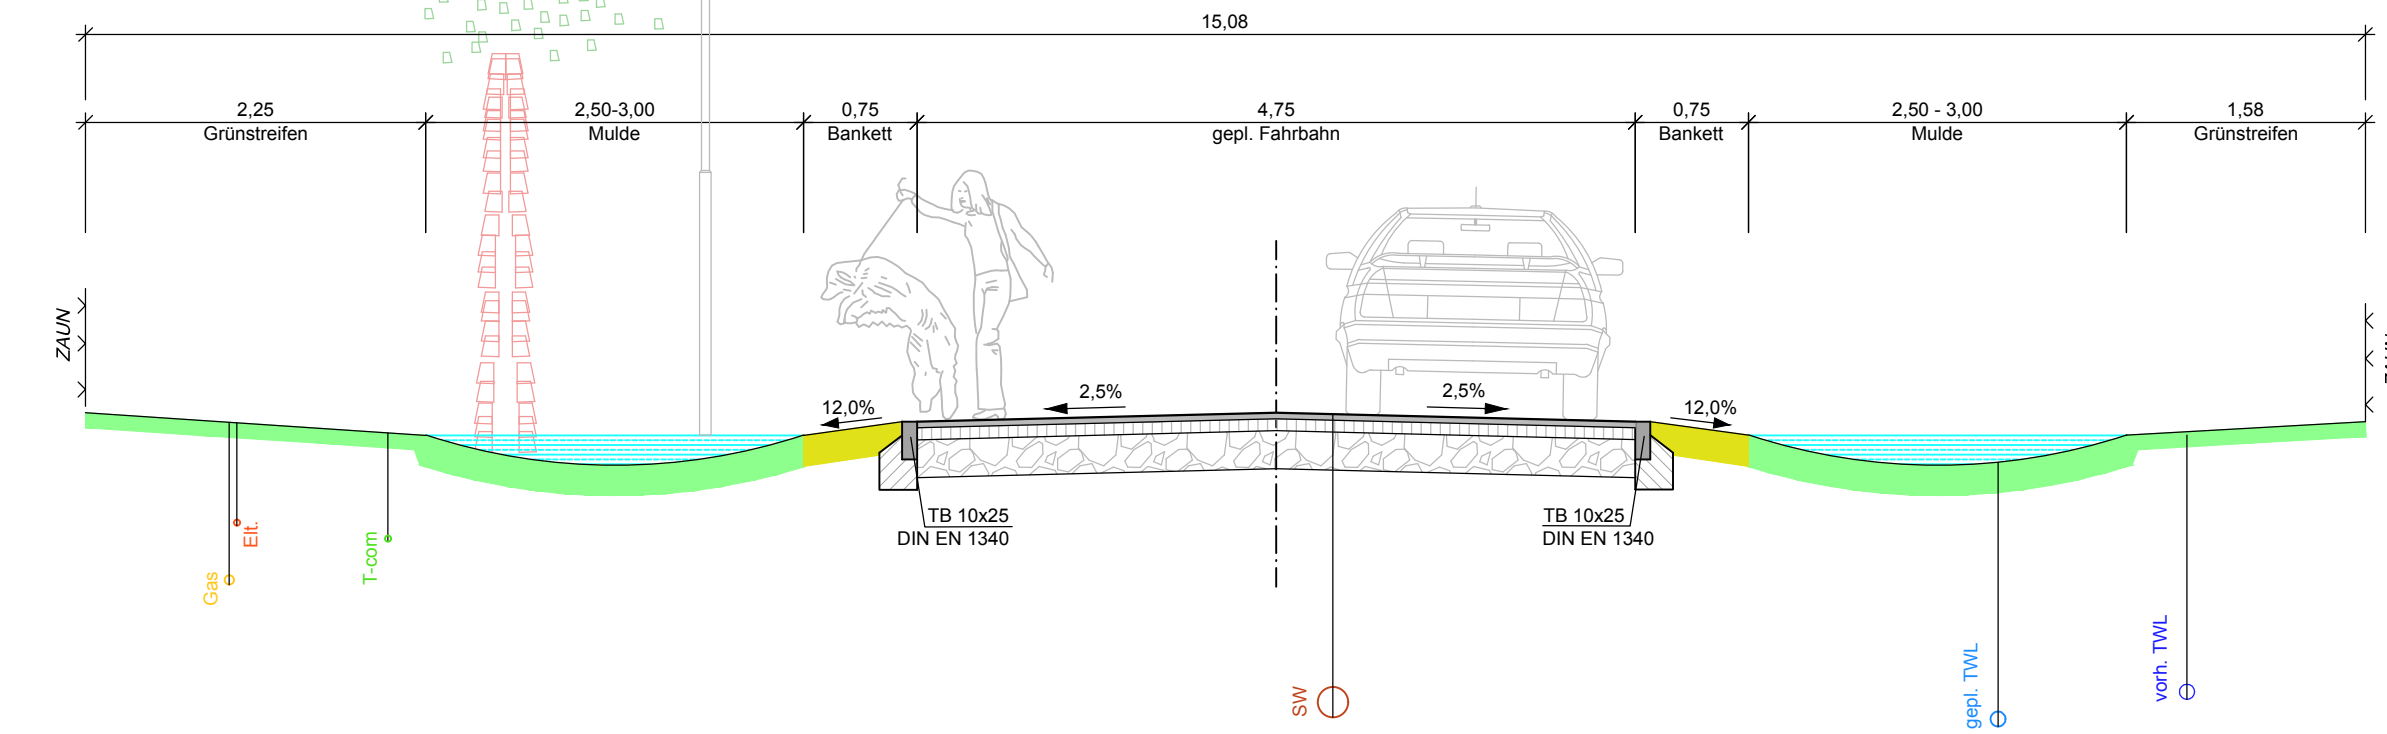 15,08
2,25
2,50-3,00
0,75
4,75
0,75
2,50 - 3,00
1,58
Grünstreifen
Mulde
Bankett
gepl. Fahrbahn
Bankett
Mulde
Grünstreifen
ZAUN
12,0%
2,5%
2,5%
12,0%
TB 10x25
DIN EN 1340
TB 10x25
DIN EN 1340
Gas
Elt.
T-com
SW
gepl. TWL
vorh. TWL